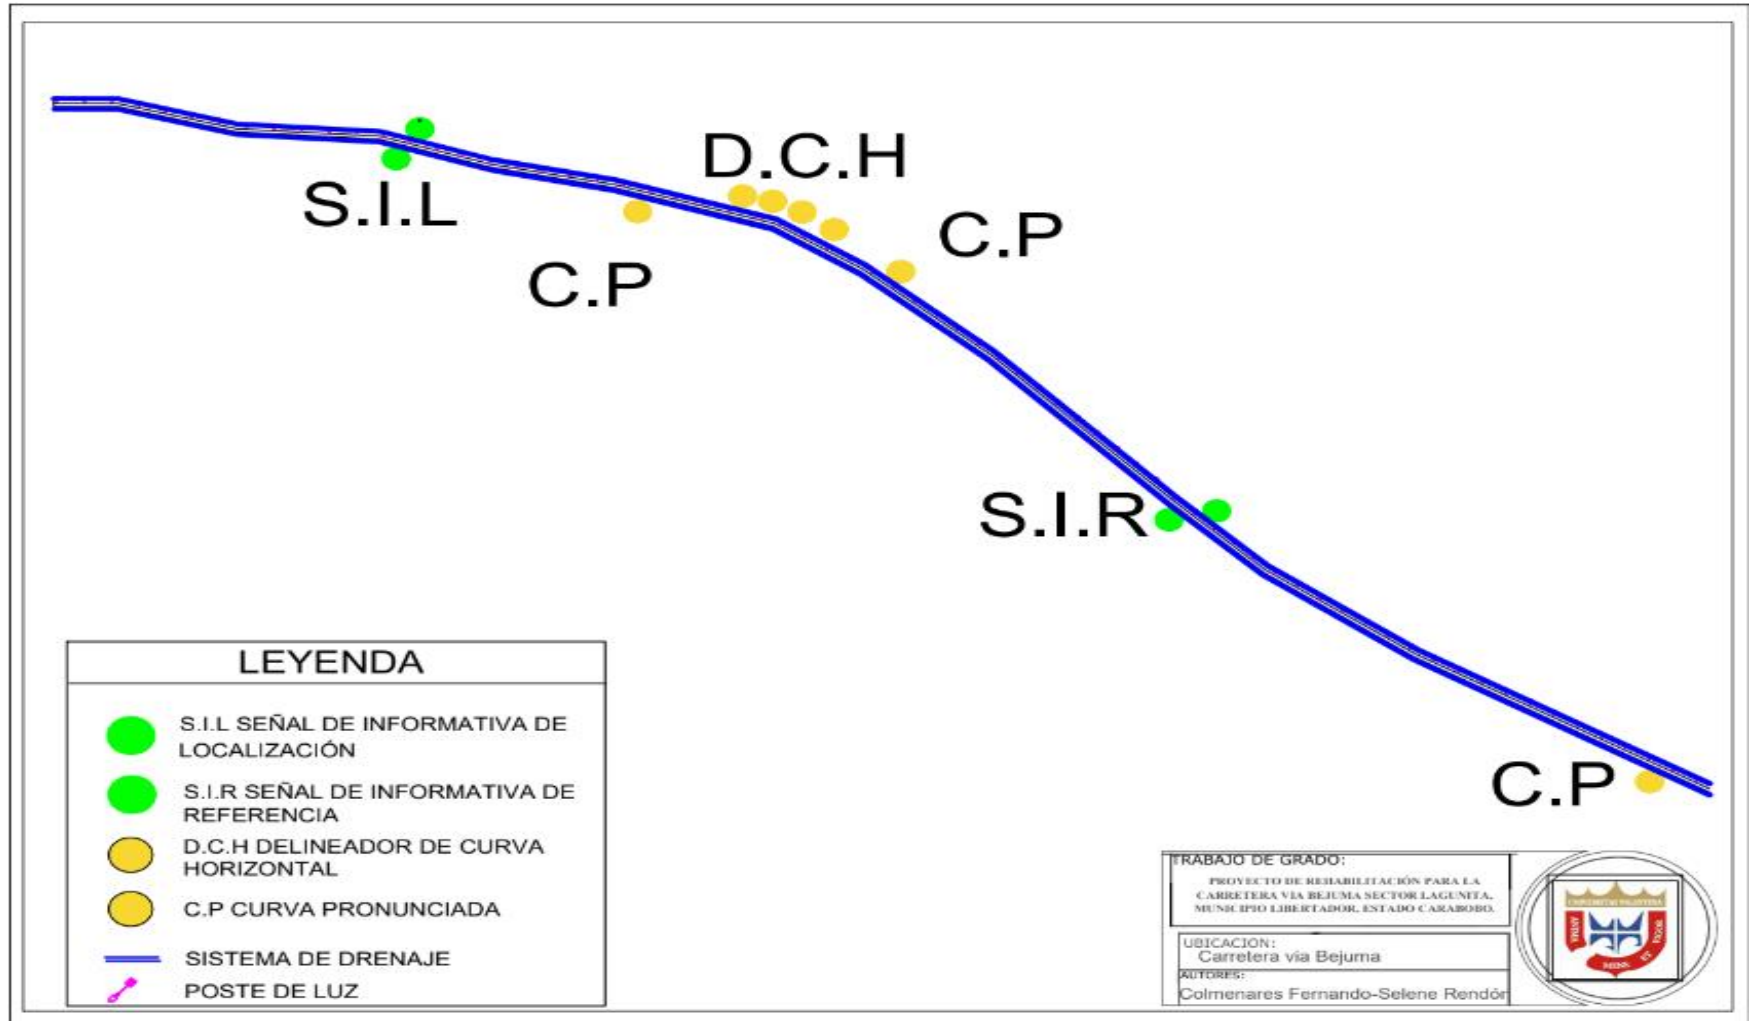 D.C.H
S.I.L
C.P
C.P
S.I.R
C.P
LEYENDA
S.I.L SEÑAL DE INFORMATIVA DE
LOCALIZACIÓN
S.I.R SEÑAL DE INFORMATIVA DE
REFERENCIA
D.C.H DELINEADOR DE CURVA
HORIZONTAL
C.P CURVA PRONUNCIADA
SISTEMA DE DRENAJE
POSTE DE LUZ
TRABAJO DE GRADO:
PROYECTO DE REHABILITACIÓN PARA LA
CARRETERA VIA BEJUMA SECTOR LAGUNITA,
MUNICIPIO LIBERTADOR, ESTADO CARABOBO.
UBICACION:
Carretera vía Bejuma
AUTORES:
Colmenares Fernando-Selene Rendón